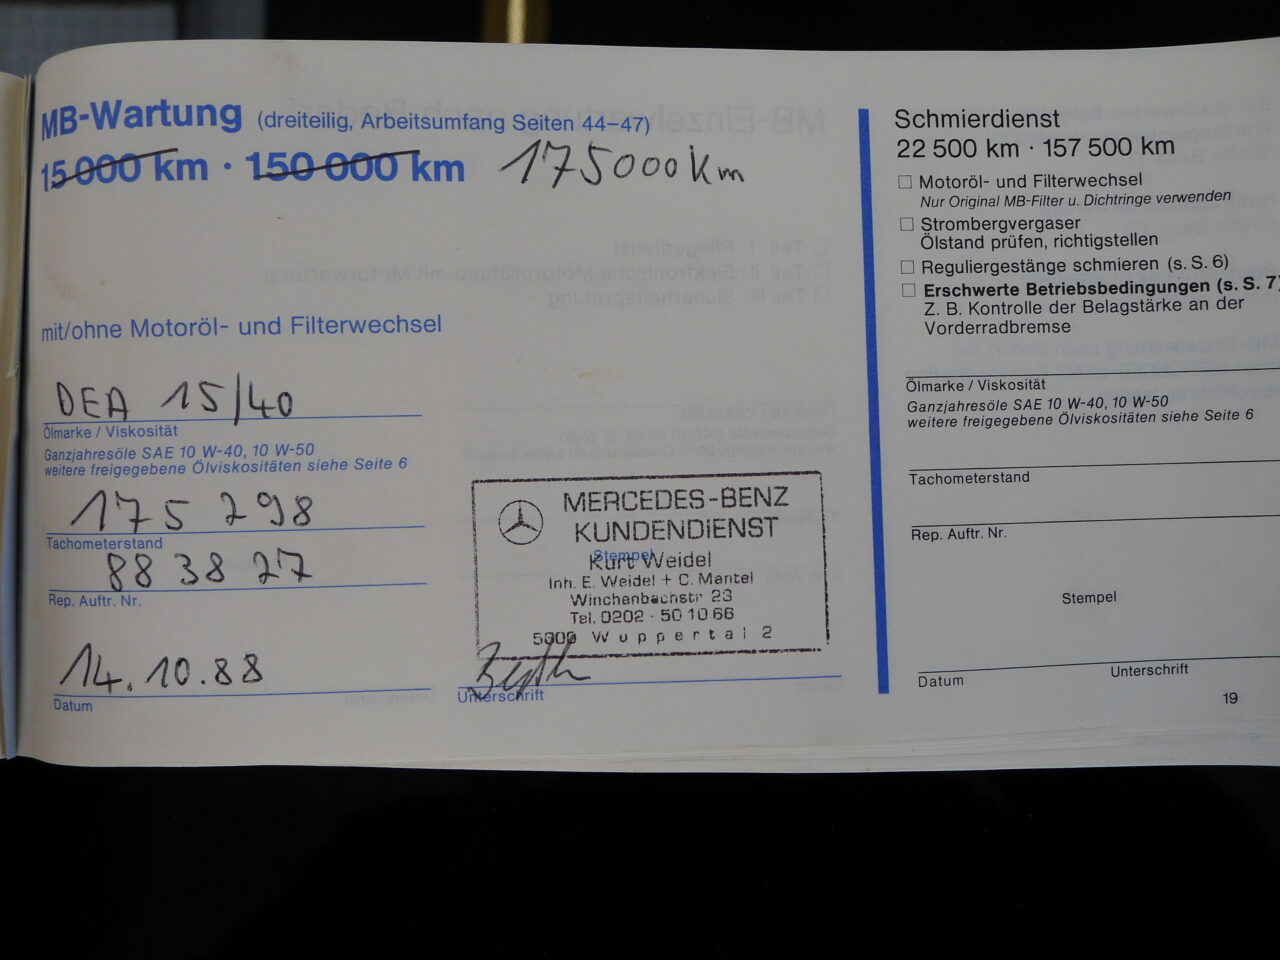 MB-Wartung (dreiteilig, Arbeitsumfang Seiten 44–47)
15 000 km · 150 000 km 175000 km
mit/ohne Motoröl- und Filterwechsel
DEA 15/40
Ölmarke / Viskosität
Ganzjahresöle SAE 10 W-40, 10 W-50
weitere freigegebene Ölviskositäten siehe Seite 6
175 298
Tachometerstand
88 38 27
Rep. Auftr. Nr.
14.10.88
Datum
MERCEDES-BENZ
KUNDENDIENST
Stempel
Kurt Weidel
Inh. E. Weidel + C. Mantel
Winchenbachstr 23
Tel. 0202 - 50 10 66
5600 Wuppertal 2
Unterschrift
Schmierdienst
22 500 km · 157 500 km
Motoröl- und Filterwechsel
Nur Original MB-Filter u. Dichtringe verwenden
Strombergvergaser
Ölstand prüfen, richtigstellen
Reguliergestänge schmieren (s. S. 6)
Erschwerte Betriebsbedingungen (s. S. 7)
Z. B. Kontrolle der Belagstärke an der
Vorderradbremse
Ölmarke / Viskosität
Ganzjahresöle SAE 10 W-40, 10 W-50
weitere freigegebene Ölviskositäten siehe Seite 6
Tachometerstand
Rep. Auftr. Nr.
Stempel
Datum
Unterschrift
19